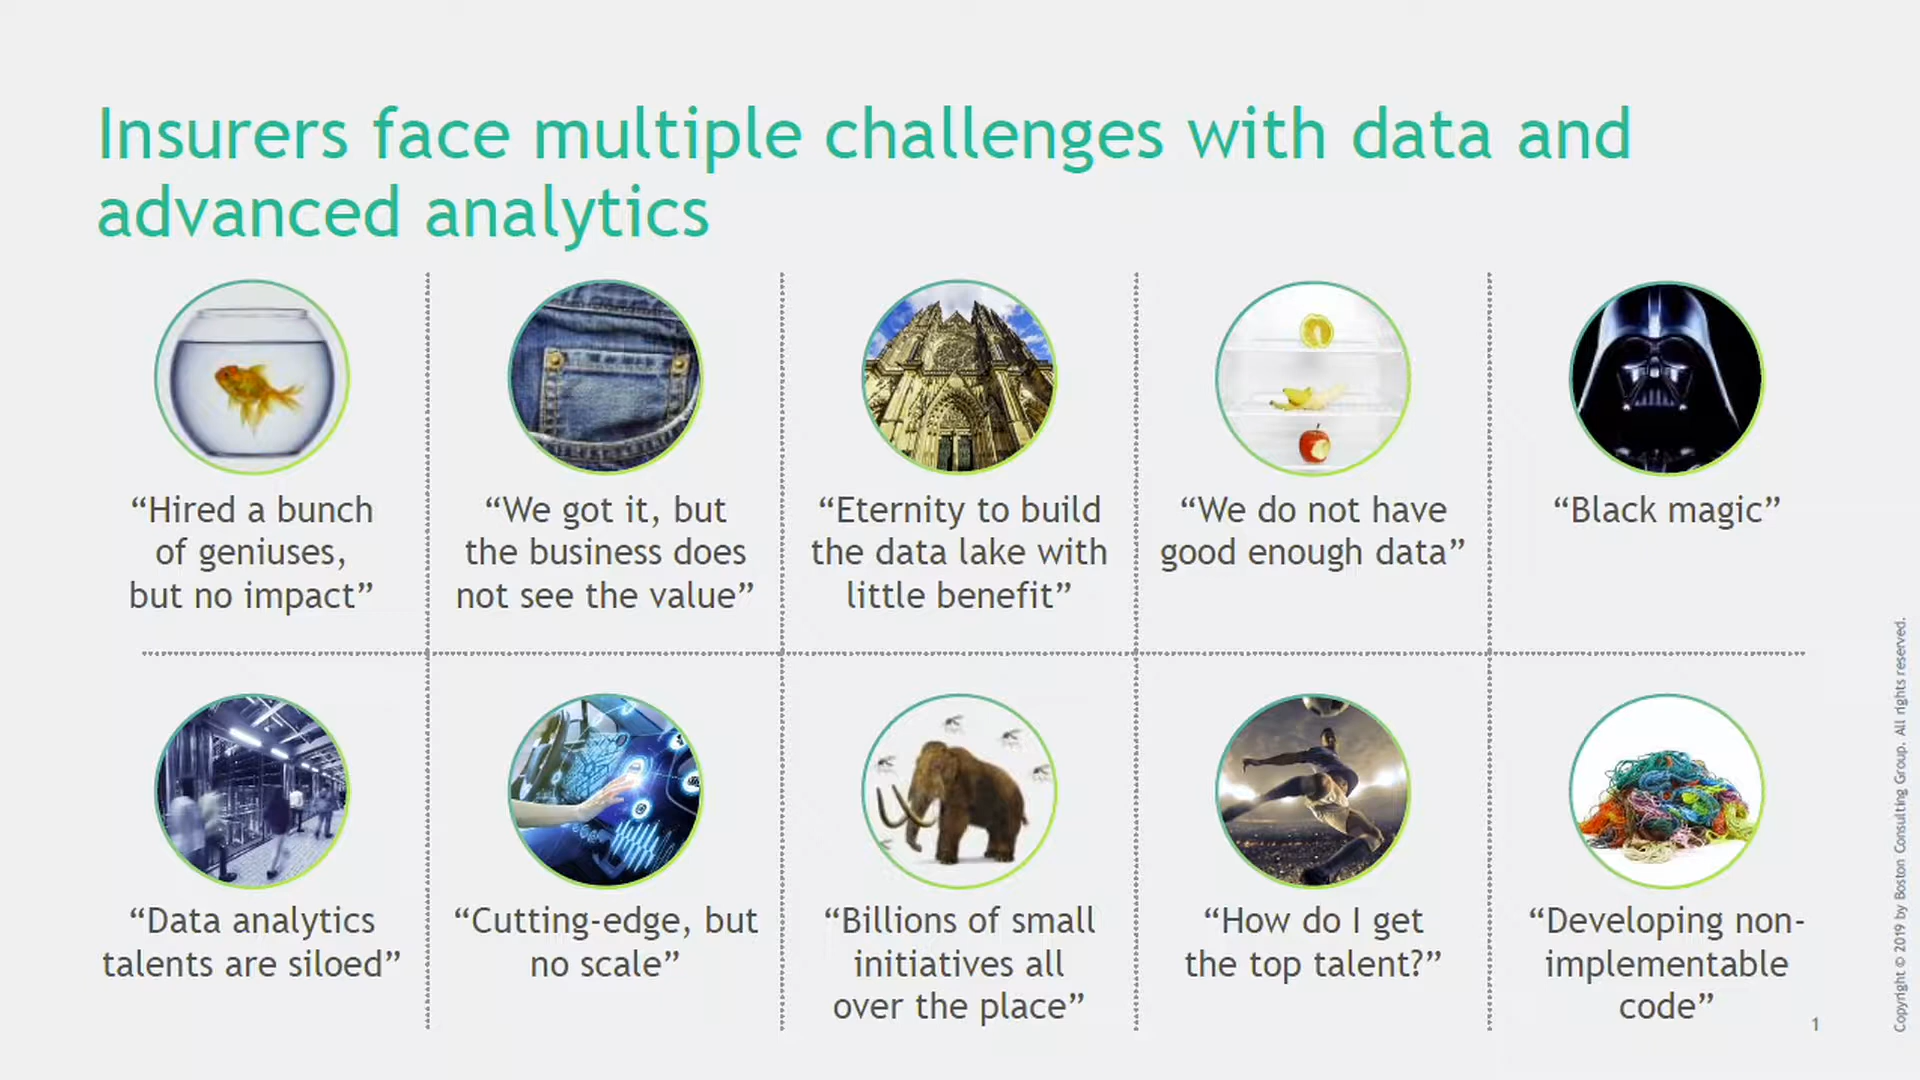 Insurers face multiple challenges with data and
advanced analytics
“Hired a bunch
of geniuses,
but no impact”
“We got it, but
the business does
not see the value”
“Eternity to build
the data lake with
little benefit”
“We do not have
good enough data”
“Black magic”
“Data analytics
talents are siloed”
“Cutting-edge, but
no scale”
“Billions of small
initiatives all
over the place”
“How do I get
the top talent?”
“Developing non-
implementable
code”
1
Copyright © 2019 by Boston Consulting Group. All rights reserved.